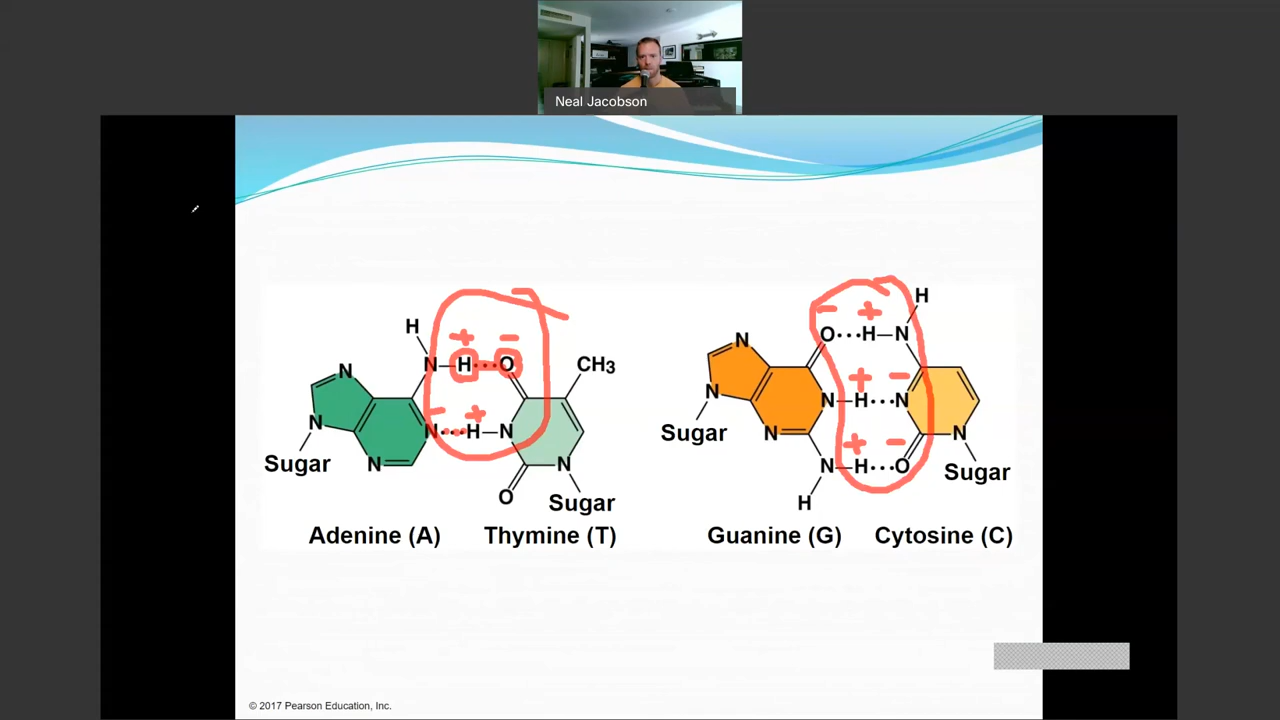 Neal Jacobson
H
− +
H
+ −
O H N
N H O CH3
N N
+ −
N N H N
− +
N N H N Sugar
+ −
Sugar N H N
N H O N
Sugar N
O Sugar
H
Adenine (A) Thymine (T) Guanine (G) Cytosine (C)
© 2017 Pearson Education, Inc.